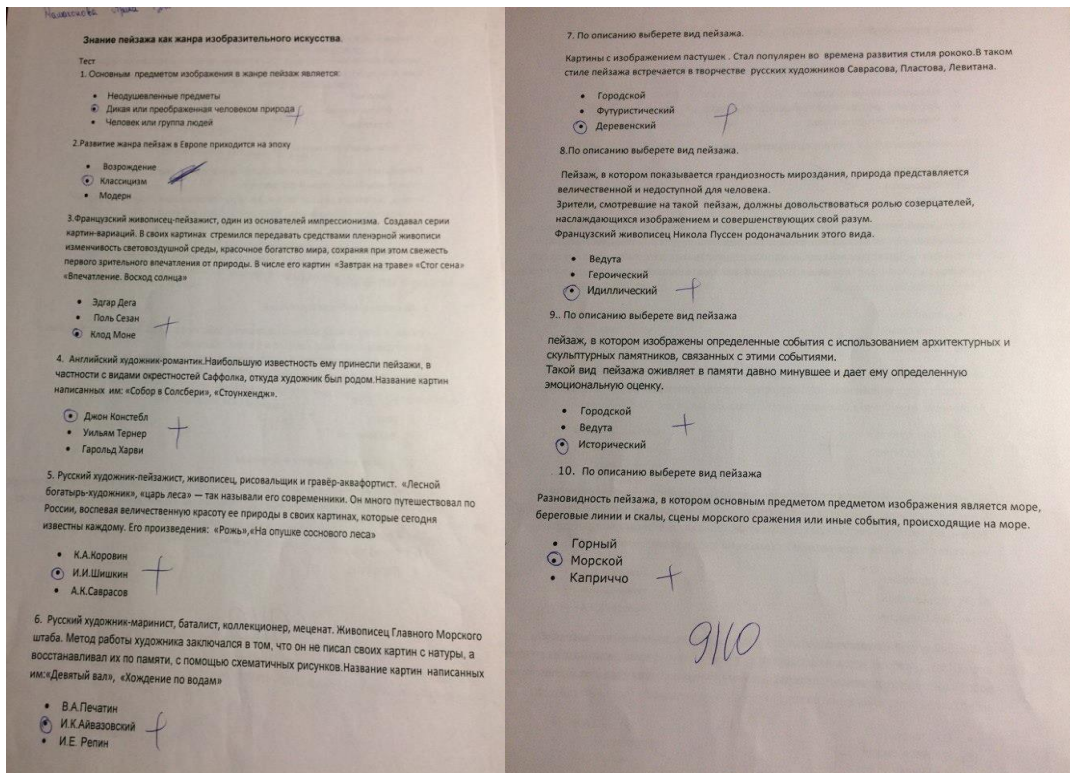 Знание пейзажа как жанра изобразительного искусства.
Тест
1. Основным предметом изображения в жанре пейзаж является:
• Неодушевленные предметы
• Дикая или преображенная человеком природа +
• Человек или группа людей
2.Развитие жанра пейзаж в Европе приходится на эпоху
• Возрождение
• Классицизм
• Модерн
3.Французский живописец-пейзажист, один из основателей импрессионизма. Создавал серии
картин-вариаций. В своих картинах стремился передавать средствами пленэрной живописи
изменчивость световоздушной среды, красочное богатство мира, сохраняя при этом свежесть
первого зрительного впечатления от природы. В числе его картин «Завтрак на траве» «Стог сена»
«Впечатление. Восход солнца»
• Эдгар Дега
• Поль Сезан
• Клод Моне +
4. Английский художник-романтик.Наибольшую известность ему принесли пейзажи, в
частности с видами окрестностей Саффолка, откуда художник был родом.Название картин
написанных им: «Собор в Солсбери», «Стоунхендж».
• Джон Констебл
• Уильям Тернер +
• Гарольд Харви
5. Русский художник-пейзажист, живописец, рисовальщик и гравёр-аквафортист. «Лесной
богатырь-художник», «царь леса» — так называли его современники. Он много путешествовал по
России, воспевая величественную красоту ее природы в своих картинах, которые сегодня
известны каждому. Его произведения: «Рожь»,«На опушке соснового леса»
• К.А.Коровин
• И.И.Шишкин +
• А.К.Саврасов
6. Русский художник-маринист, баталист, коллекционер, меценат. Живописец Главного Морского
штаба. Метод работы художника заключался в том, что он не писал своих картин с натуры, а
восстанавливал их по памяти, с помощью схематичных рисунков.Название картин написанных
им:«Девятый вал», «Хождение по водам»
• В.А.Печатин
• И.К.Айвазовский +
• И.Е. Репин
7. По описанию выберете вид пейзажа.
Картины с изображением пастушек . Стал популярен во времена развития стиля рококо.В таком
стиле пейзажа встречается в творчестве русских художников Саврасова, Пластова, Левитана.
• Городской
• Футуристический +
• Деревенский
8.По описанию выберете вид пейзажа.
Пейзаж, в котором показывается грандиозность мироздания, природа представляется
величественной и недоступной для человека.
Зрители, смотревшие на такой пейзаж, должны довольствоваться ролью созерцателей,
наслаждающихся изображением и совершенствующих свой разум.
Французский живописец Никола Пуссен родоначальник этого вида.
• Ведута
• Героический
• Идиллический +
9.. По описанию выберете вид пейзажа
пейзаж, в котором изображены определенные события с использованием архитектурных и
скульптурных памятников, связанных с этими событиями.
Такой вид пейзажа оживляет в памяти давно минувшее и дает ему определенную
эмоциональную оценку.
• Городской
• Ведута +
• Исторический
10. По описанию выберете вид пейзажа
Разновидность пейзажа, в котором основным предметом предметом изображения является море,
береговые линии и скалы, сцены морского сражения или иные события, происходящие на море.
• Горный
• Морской
• Каприччо +
9/10